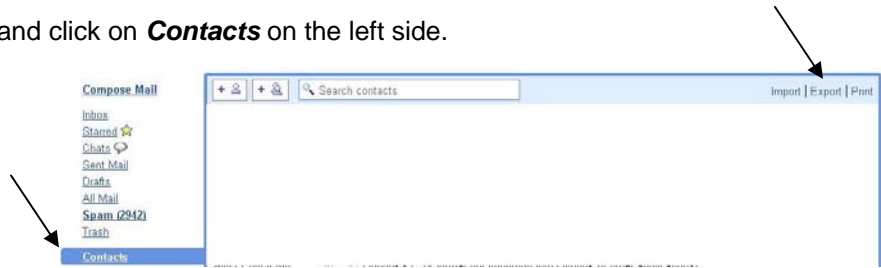 and click on Contacts on the left side.
Compose Mail
+ + Search contacts
Import | Export | Print
Inbox
Starred
Chats
Sent Mail
Drafts
All Mail
Spam (2942)
Trash
Contacts